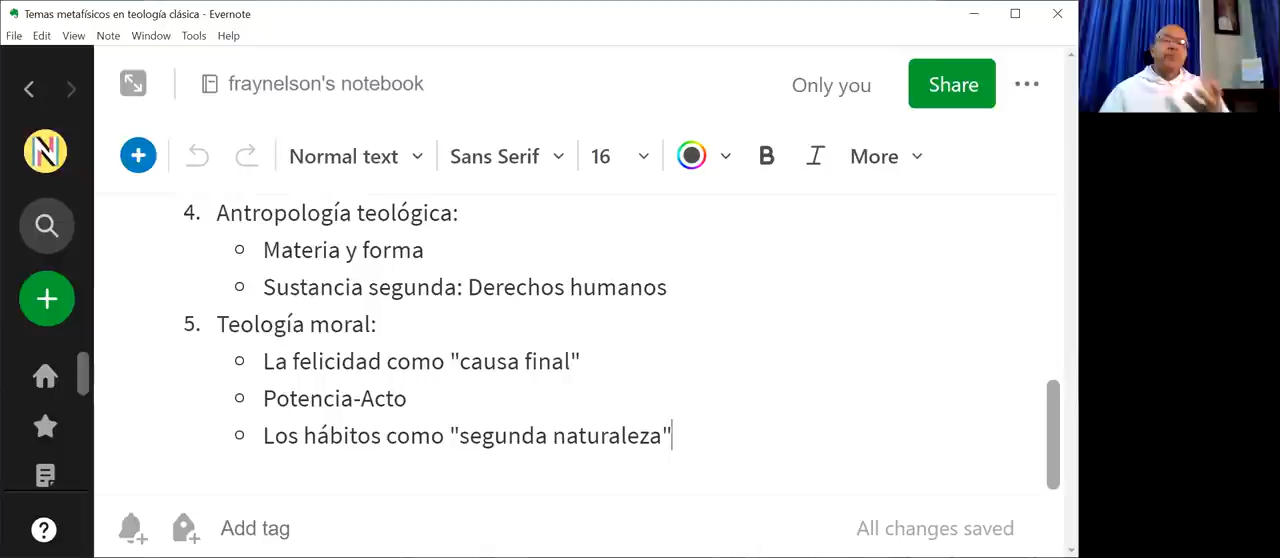 Temas metafísicos en teología clásica - Evernote
File Edit View Note Window Tools Help
fraynelson's notebook Only you Share
Normal text Sans Serif 16 B I More
4. Antropología teológica:
Materia y forma
Sustancia segunda: Derechos humanos
5. Teología moral:
La felicidad como "causa final"
Potencia-Acto
Los hábitos como "segunda naturaleza"
Add tag All changes saved